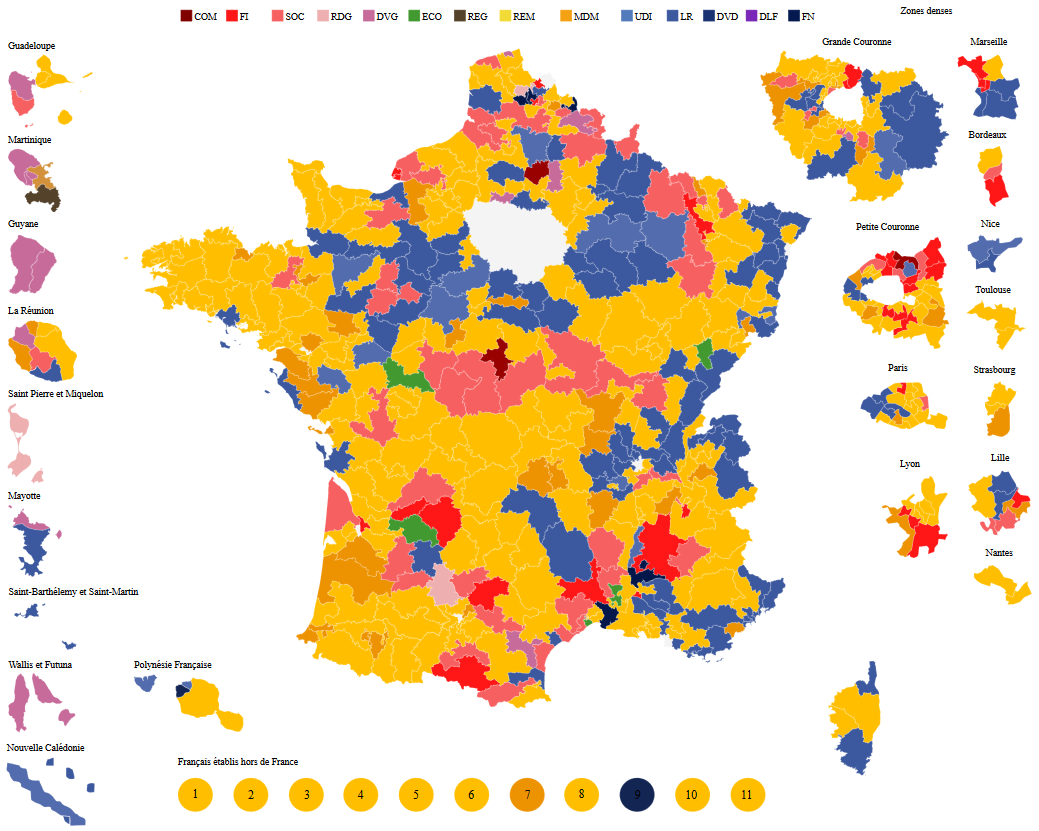 COM FI SOC RDG DVG ECO REG REM MDM UDI LR DVD DLF FN
Zones denses
Guadeloupe
Grande Couronne
Marseille
Martinique
Bordeaux
Guyane
Petite Couronne
Nice
La Réunion
Toulouse
Paris
Strasbourg
Saint Pierre et Miquelon
Lyon
Lille
Mayotte
Nantes
Saint-Barthélemy et Saint-Martin
Wallis et Futuna
Polynésie Française
Nouvelle Calédonie
Français établis hors de France
1 2 3 4 5 6 7 8 9 10 11